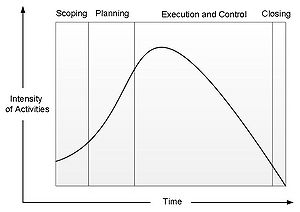 Scoping Planning Execution and Control Closing
Intensity
of Activities
Time